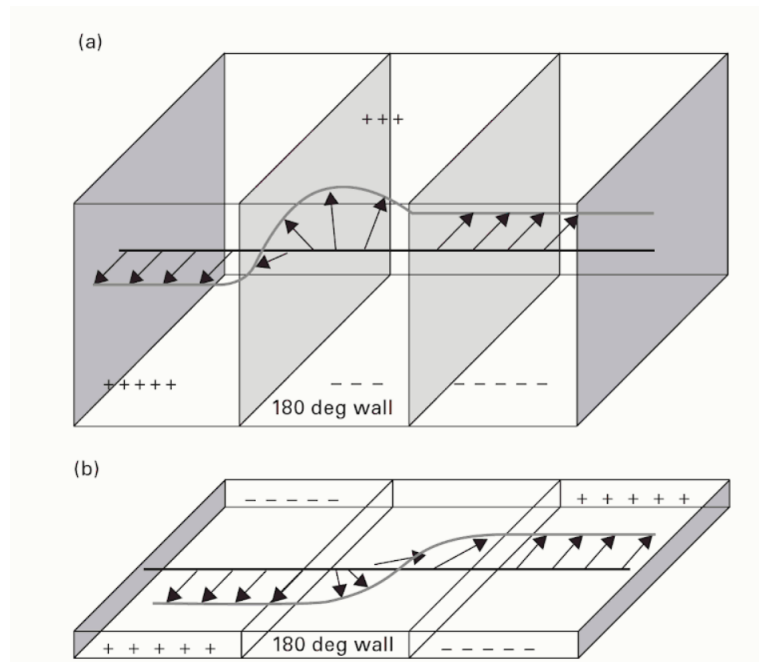 (a)
+ + +
+ + + + +
– – –
– – – – – –
180 deg wall
(b)
– – – – –
+ + + + +
+ + + + +
180 deg wall
– – – – –